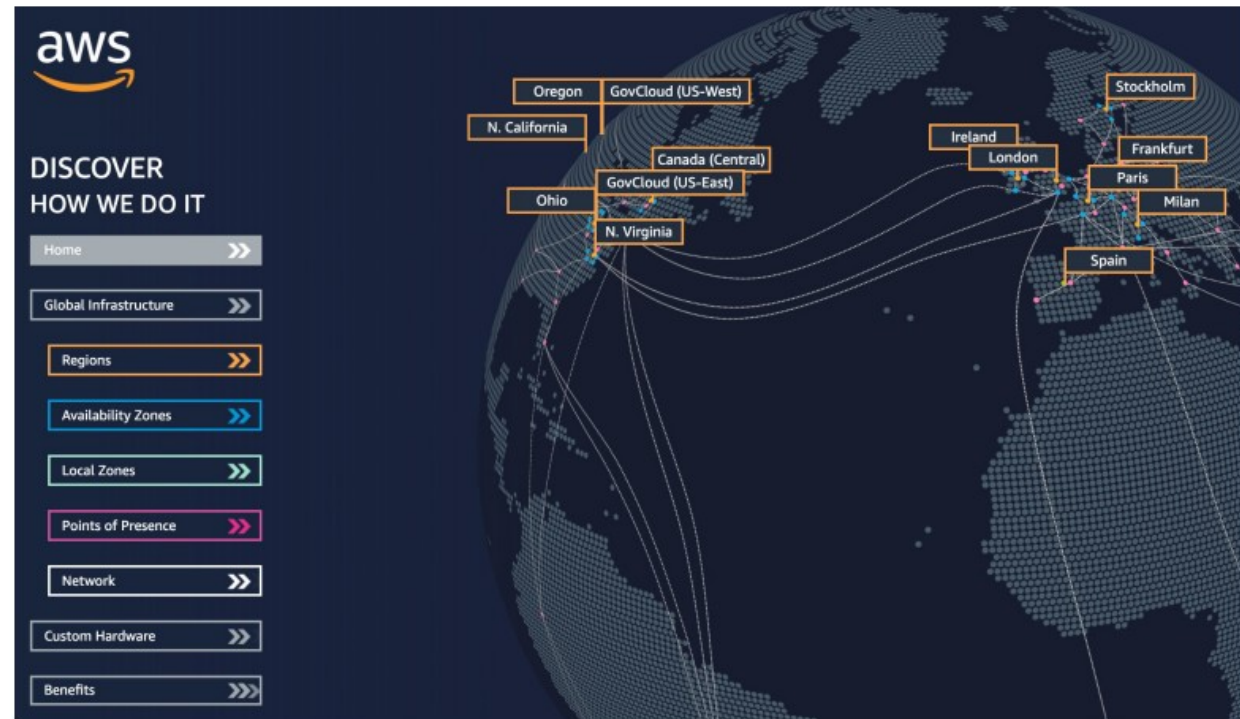 aws
DISCOVER
HOW WE DO IT
Home
Global Infrastructure
Regions
Availability Zones
Local Zones
Points of Presence
Network
Custom Hardware
Benefits
Oregon
GovCloud (US-West)
N. California
Canada (Central)
GovCloud (US-East)
Ohio
N. Virginia
Stockholm
Ireland
London
Frankfurt
Paris
Milan
Spain